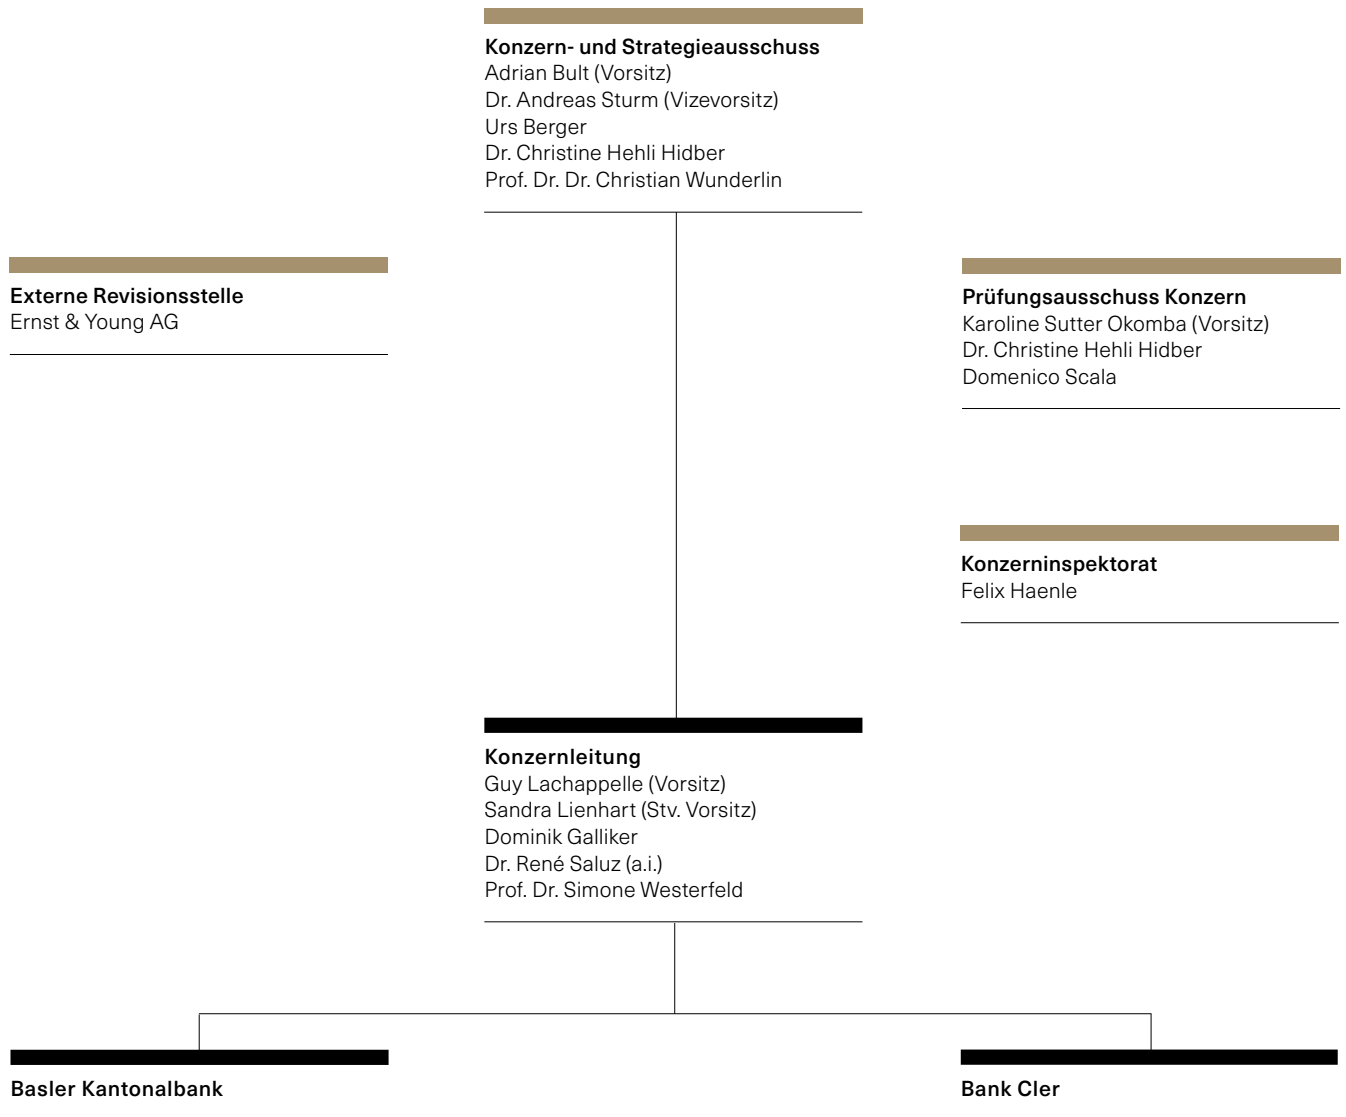 Konzern- und Strategieausschuss
Adrian Bult (Vorsitz)
Dr. Andreas Sturm (Vizevorsitz)
Urs Berger
Dr. Christine Hehli Hidber
Prof. Dr. Dr. Christian Wunderlin
Externe Revisionsstelle
Ernst & Young AG
Prüfungsausschuss Konzern
Karoline Sutter Okomba (Vorsitz)
Dr. Christine Hehli Hidber
Domenico Scala
Konzerninspektorat
Felix Haenle
Konzernleitung
Guy Lachappelle (Vorsitz)
Sandra Lienhart (Stv. Vorsitz)
Dominik Galliker
Dr. René Saluz (a.i.)
Prof. Dr. Simone Westerfeld
Basler Kantonalbank
Bank Cler